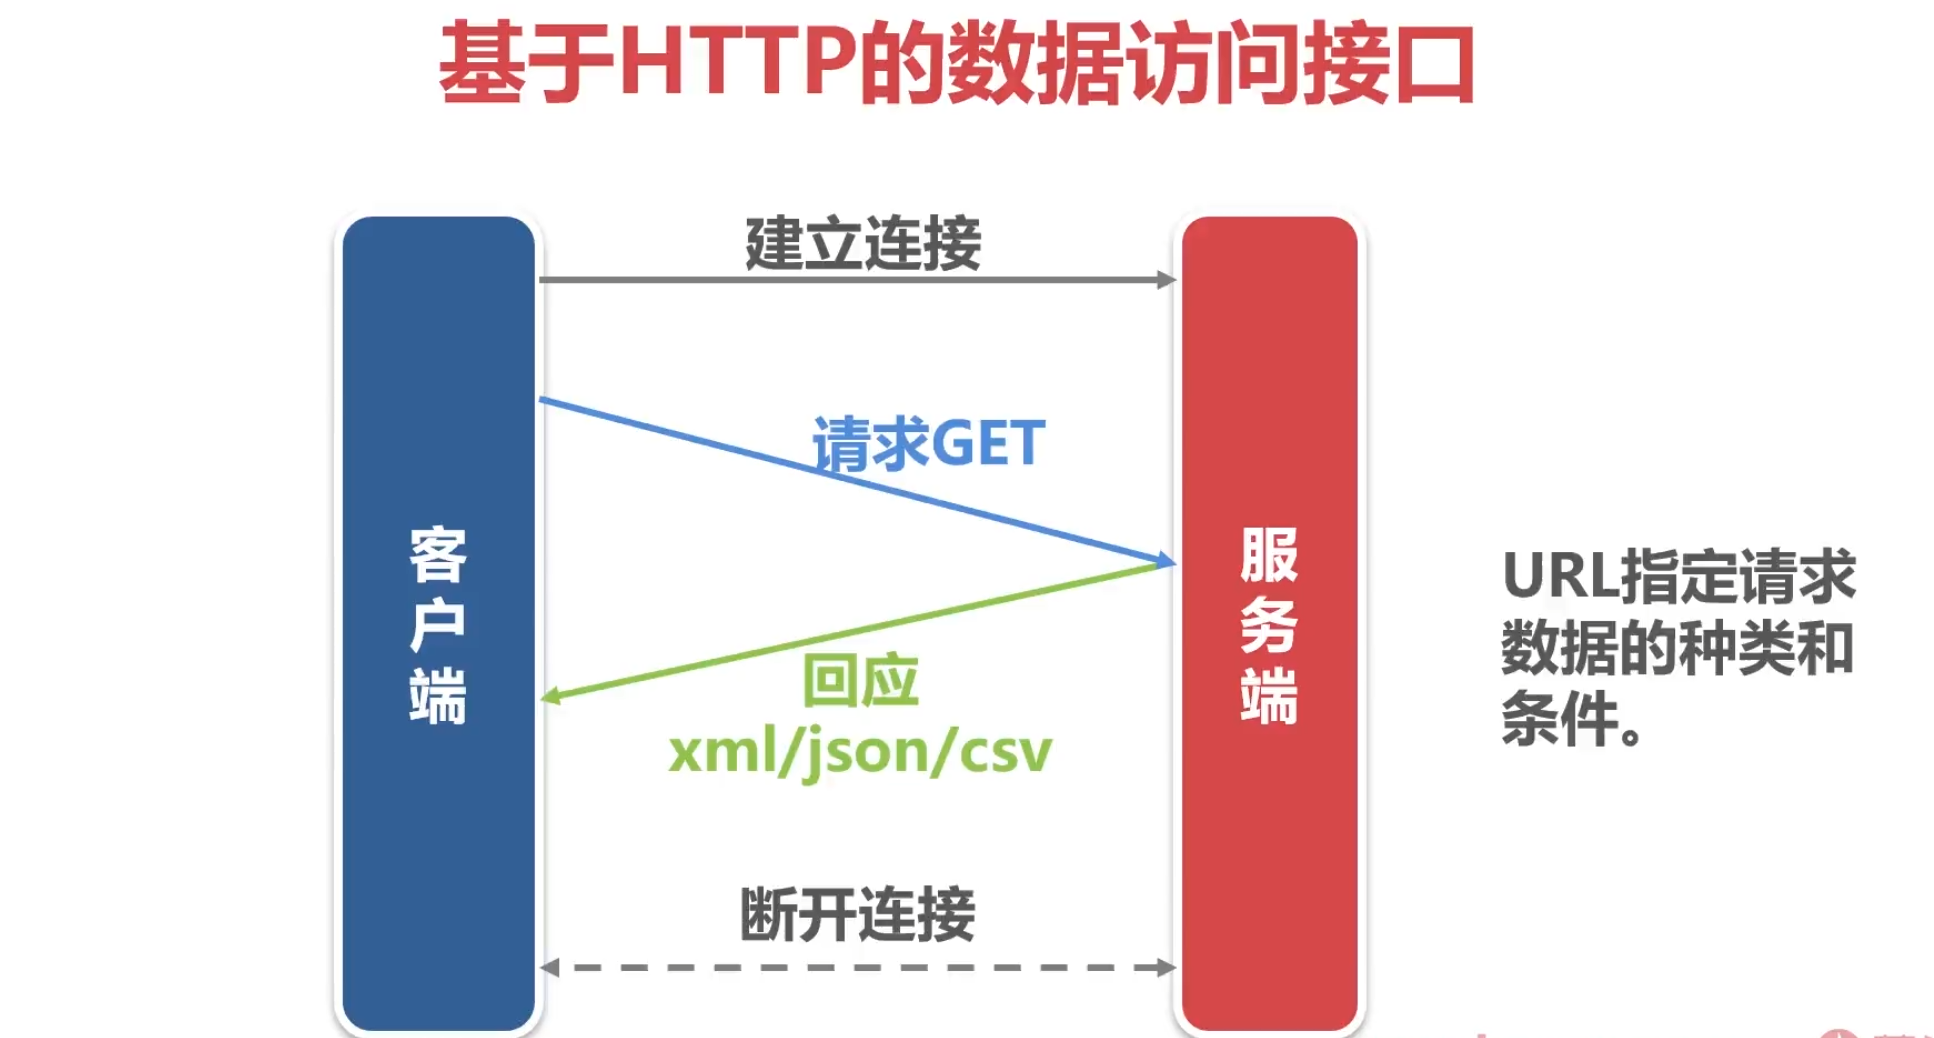 基于HTTP的数据访问接口
建立连接
请求GET
客户端
服务端
URL指定请求
数据的种类和
条件。
回应
xml/json/csv
断开连接